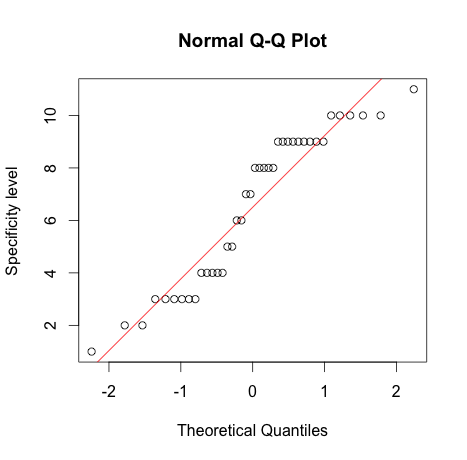 Normal Q-Q Plot
Specificity level
10
8
6
4
2
-2 -1 0 1 2
Theoretical Quantiles